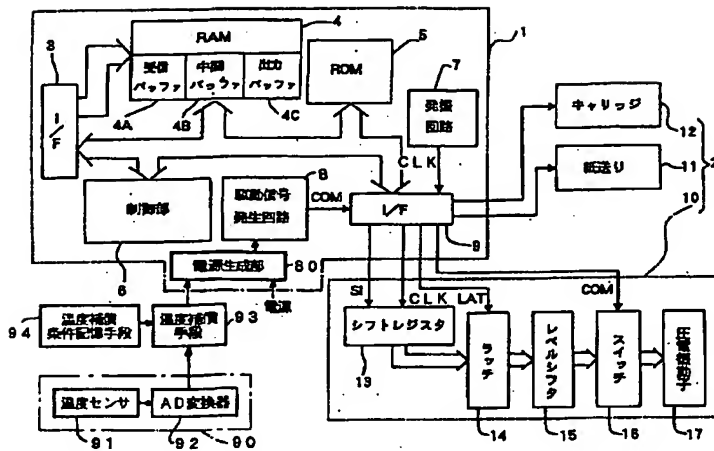 4
5
1
3
RAM
受信
バッファ
中間
バッファ
出力
バッファ
ROM
7
発振
回路
I
/
F
4A
4B
4C
キャリッジ
12
2
紙送り
11
10
CLK
8
制御部
6
駆動信号
発生回路
COM
I/F
9
電源生成部
80
電源
94
温度補償
条件記憶手段
温度補償
手段
93
SI
CLK
LAT
COM
シフトレジスタ
13
ラッチ
14
レベルシフタ
15
スイッチ
16
17
温度センサ
91
AD変換器
92
90